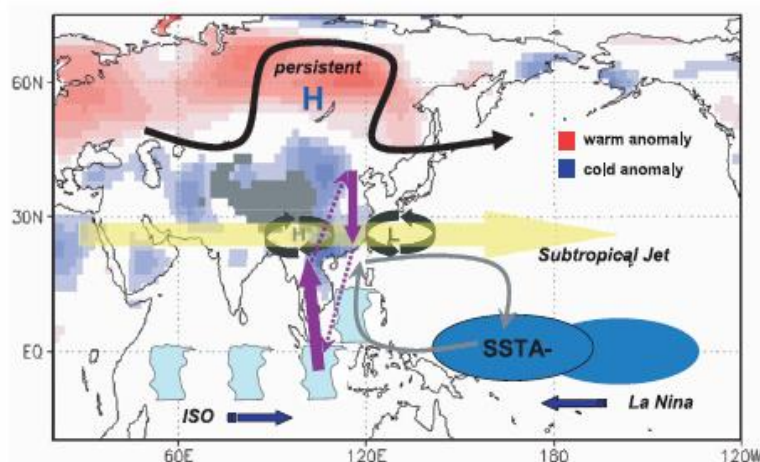 persistent
H
60N
warm anomaly
cold anomaly
30N
H
L
Subtropical Jet
EQ
SSTA-
ISO
La Nina
60E
120E
180
120W